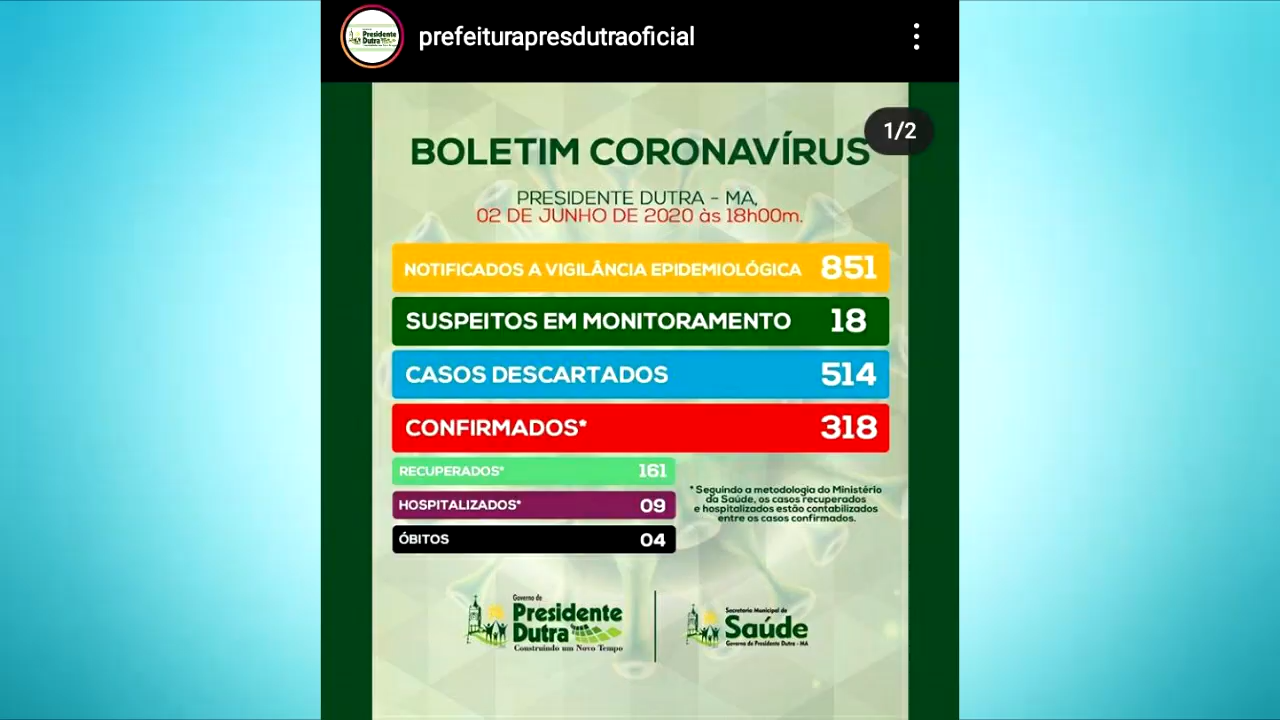 prefeiturapresdutraoficial
1/2
BOLETIM CORONAVÍRUS
PRESIDENTE DUTRA - MA,
02 DE JUNHO DE 2020 às 18h00m.
NOTIFICADOS A VIGILÂNCIA EPIDEMIOLÓGICA 851
SUSPEITOS EM MONITORAMENTO 18
CASOS DESCARTADOS 514
CONFIRMADOS* 318
RECUPERADOS* 161
HOSPITALIZADOS* 09
ÓBITOS 04
* Seguindo a metodologia do Ministério
da Saúde, os casos recuperados
e hospitalizados estão contabilizados
entre os casos confirmados.
Governo de
Presidente
Dutra
Construindo um Novo Tempo
Secretaria Municipal de
Saúde
Governo de Presidente Dutra - MA